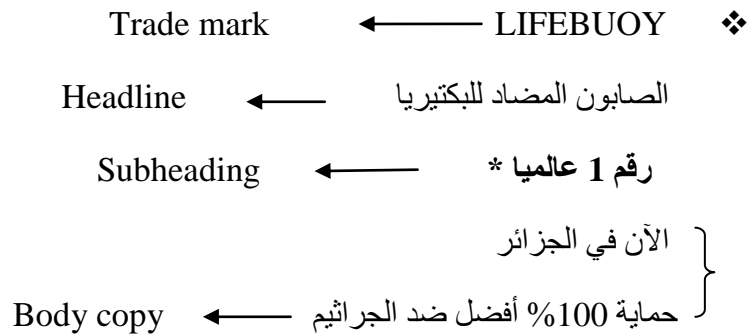 ❖ LIFEBUOY Trade mark
الصابون المضاد للبكتيريا Headline
رقم 1 عالميا * Subheading
الآن في الجزائر
حماية 100% أفضل ضد الجراثيم Body copy